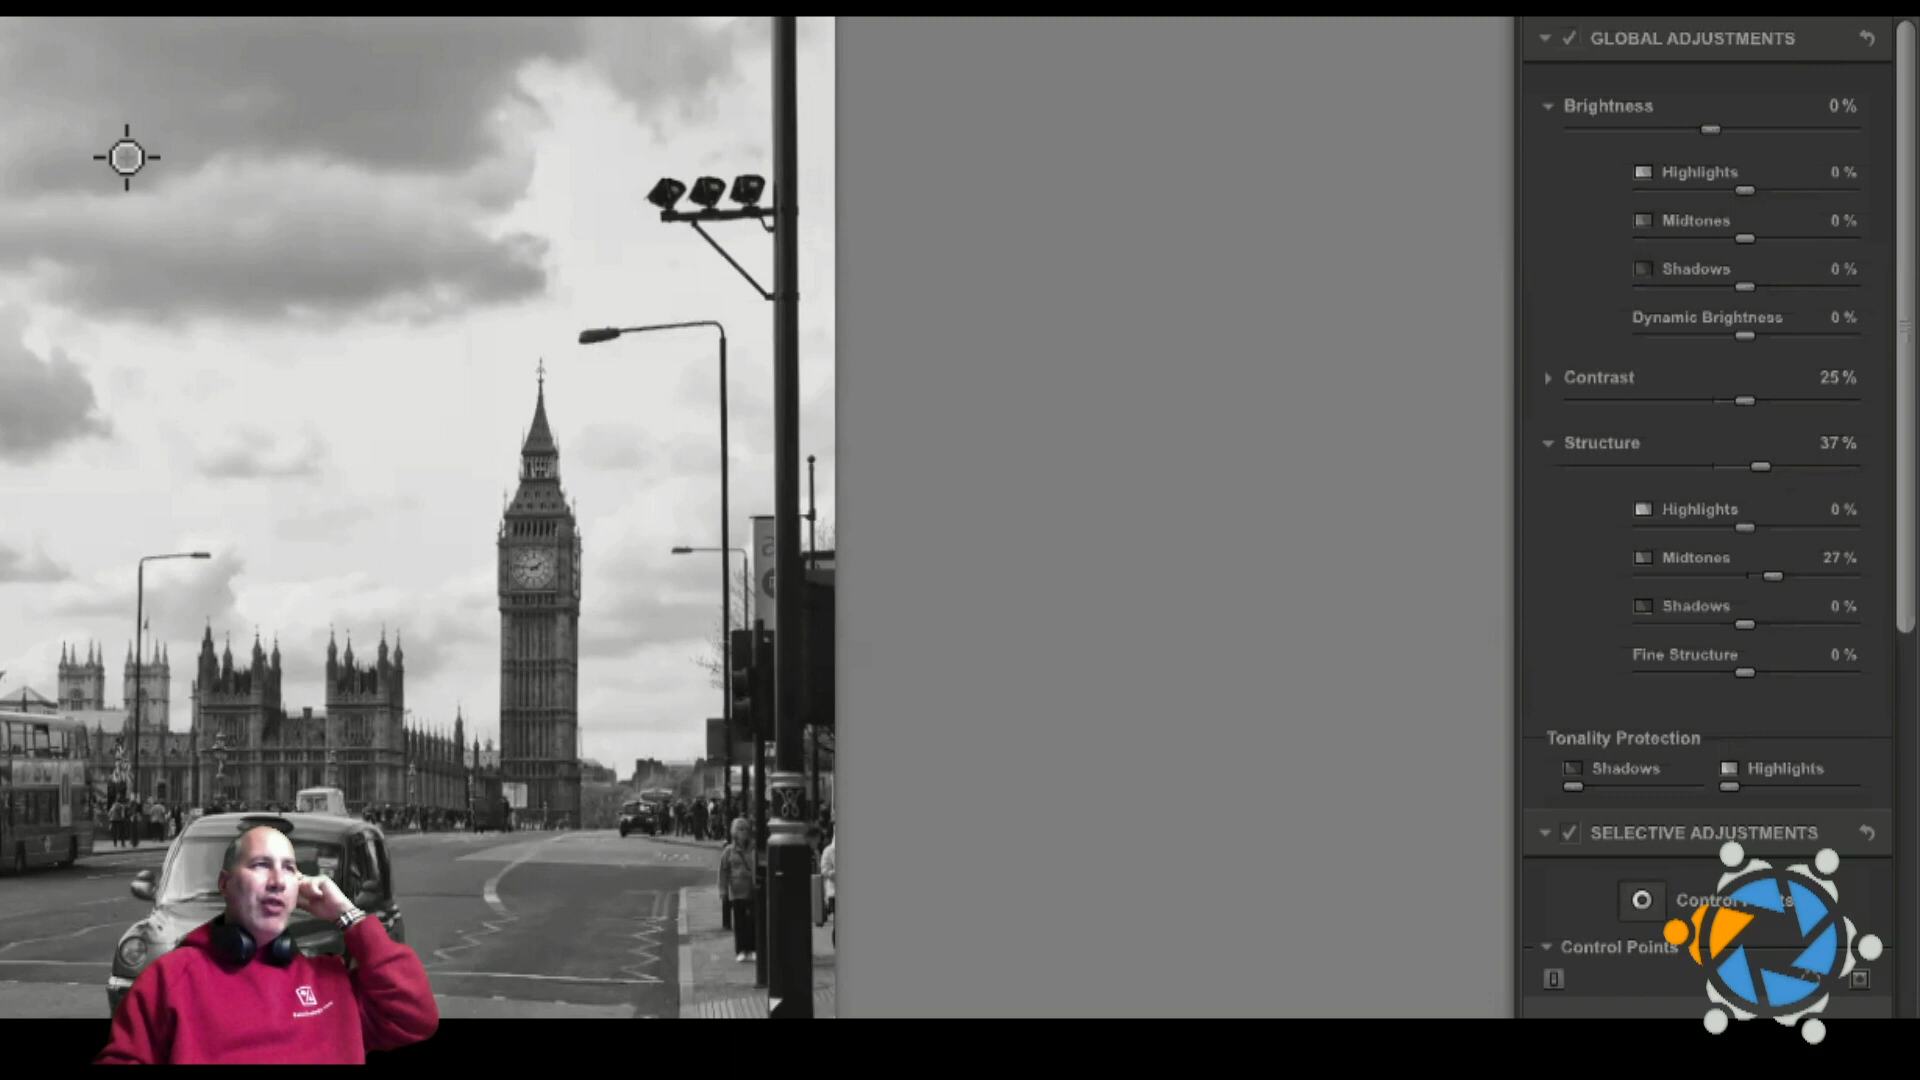 GLOBAL ADJUSTMENTS
Brightness 0 %
Highlights 0 %
Midtones 0 %
Shadows 0 %
Dynamic Brightness 0 %
Contrast 25 %
Structure 37 %
Highlights 0 %
Midtones 27 %
Shadows 0 %
Fine Structure 0 %
Tonality Protection
Shadows Highlights
SELECTIVE ADJUSTMENTS
Control Points